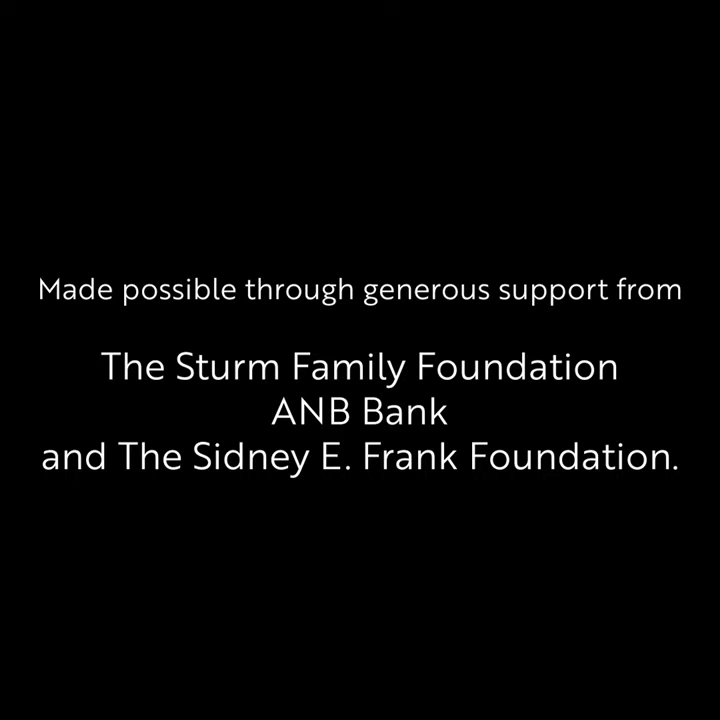 Made possible through generous support from
The Sturm Family Foundation
ANB Bank
and The Sidney E. Frank Foundation.